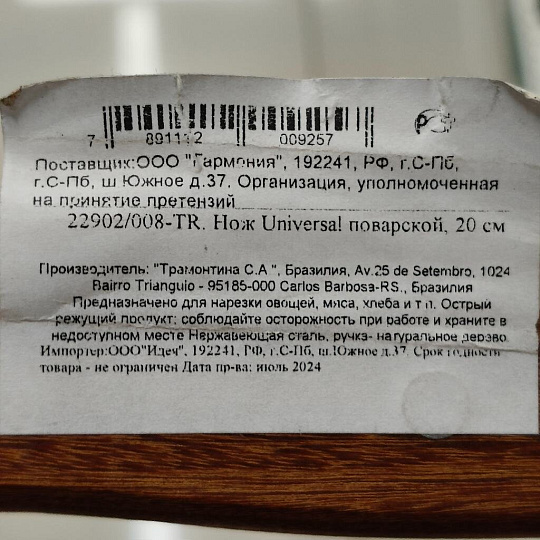 7 891112 009257
Поставщик:ООО "Гармония", 192241, РФ, г.С-Пб,
г.С-Пб, ш Южное д.37. Организация, уполномоченная
на принятие претензий
22902/008-TR. Нож Universal поварской, 20 см
Производитель: "Трамонтина С.А ", Бразилия, Av.25 de Setembro, 1024
Bairro Triangulo - 95185-000 Carlos Barbosa-RS., Бразилия
Предназначено для нарезки овощей, мяса, хлеба и т п. Острый
режущий продукт: соблюдайте осторожность при работе и храните в
недоступном месте Нержавеющая сталь, ручка- натуральное дерево
Импортер:ООО"Идеч", 192241, РФ, г.С-Пб, ш.Южное д.37. Срок годности
товара - не ограничен Дата пр-ва: июль 2024